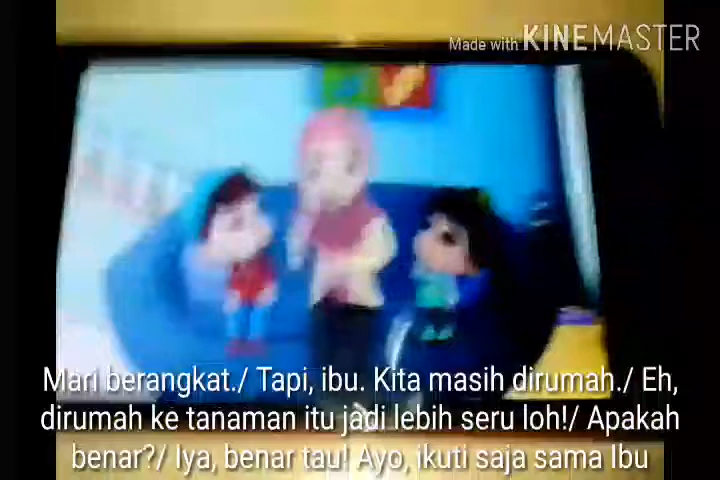 Made with KINEMASTER
Mari berangkat./ Tapi, ibu. Kita masih dirumah./ Eh,
dirumah ke tanaman itu jadi lebih seru loh!/ Apakah
benar?/ Iya, benar tau! Ayo, ikuti saja sama Ibu